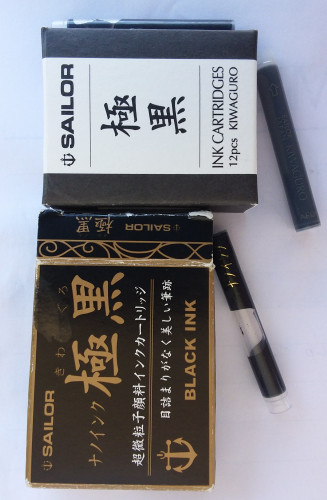 SAILOR
極黒
INK CARTRIDGES
12pcs KIWAGURO
SAILOR
極黒
きわぐろ
ナノインク
極黒
超微粒子顔料インクカートリッジ
目詰まりがなく美しい筆跡
BLACK INK
SAILOR
ナノインク